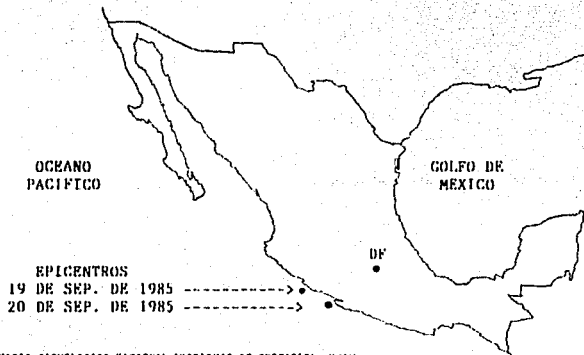 OCEANO
PACIFICO
GOLFO DE
MEXICO
DF
EPICENTROS
19 DE SEP. DE 1985
20 DE SEP. DE 1985